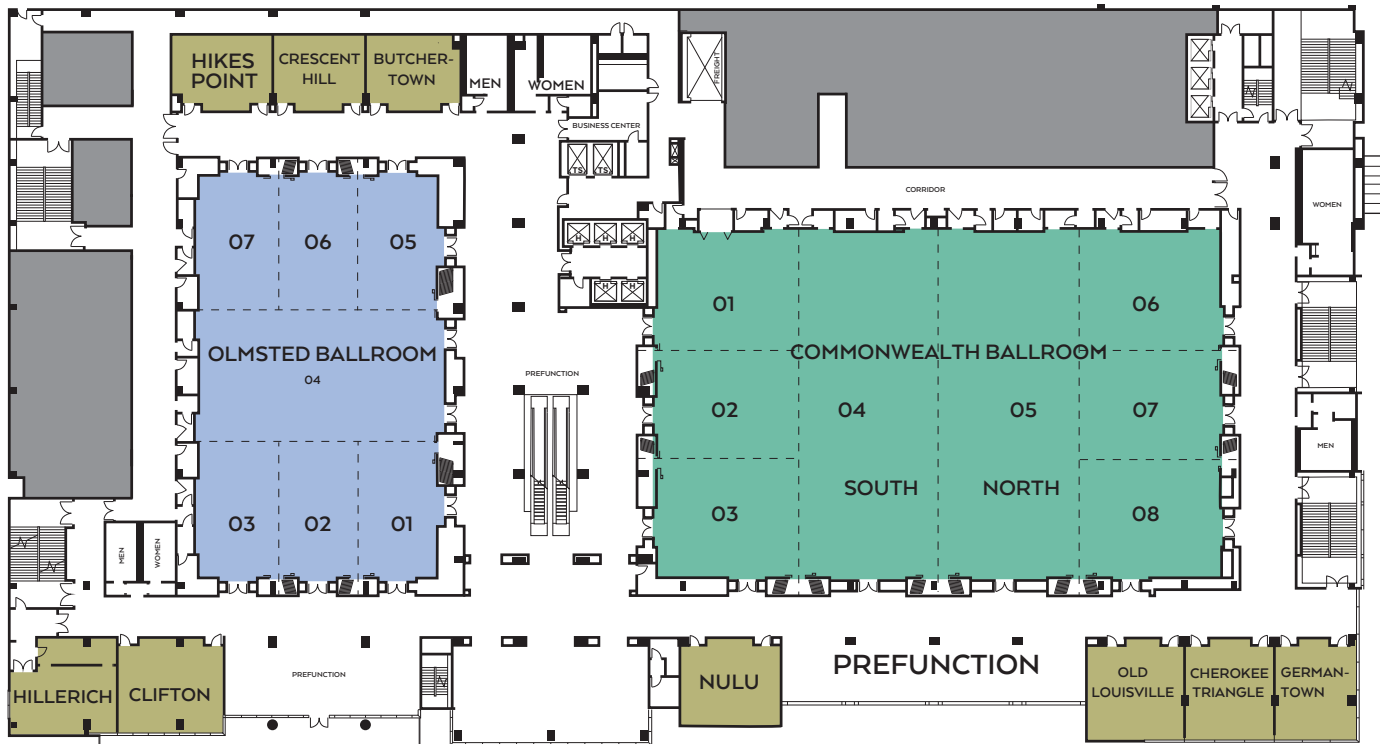 HIKES
POINT
CRESCENT
HILL
BUTCHER-
TOWN
MEN
WOMEN
FREIGHT
BUSINESS CENTER
TS
TS
CORRIDOR
WOMEN
07
06
05
H
H
H
H
H
01
06
OLMSTED BALLROOM
04
COMMONWEALTH BALLROOM
PREFUNCTION
02
04
05
07
MEN
SOUTH
NORTH
03
02
01
03
08
MEN
WOMEN
HILLERICH
CLIFTON
PREFUNCTION
NULU
PREFUNCTION
OLD
LOUISVILLE
CHEROKEE
TRIANGLE
GERMAN-
TOWN